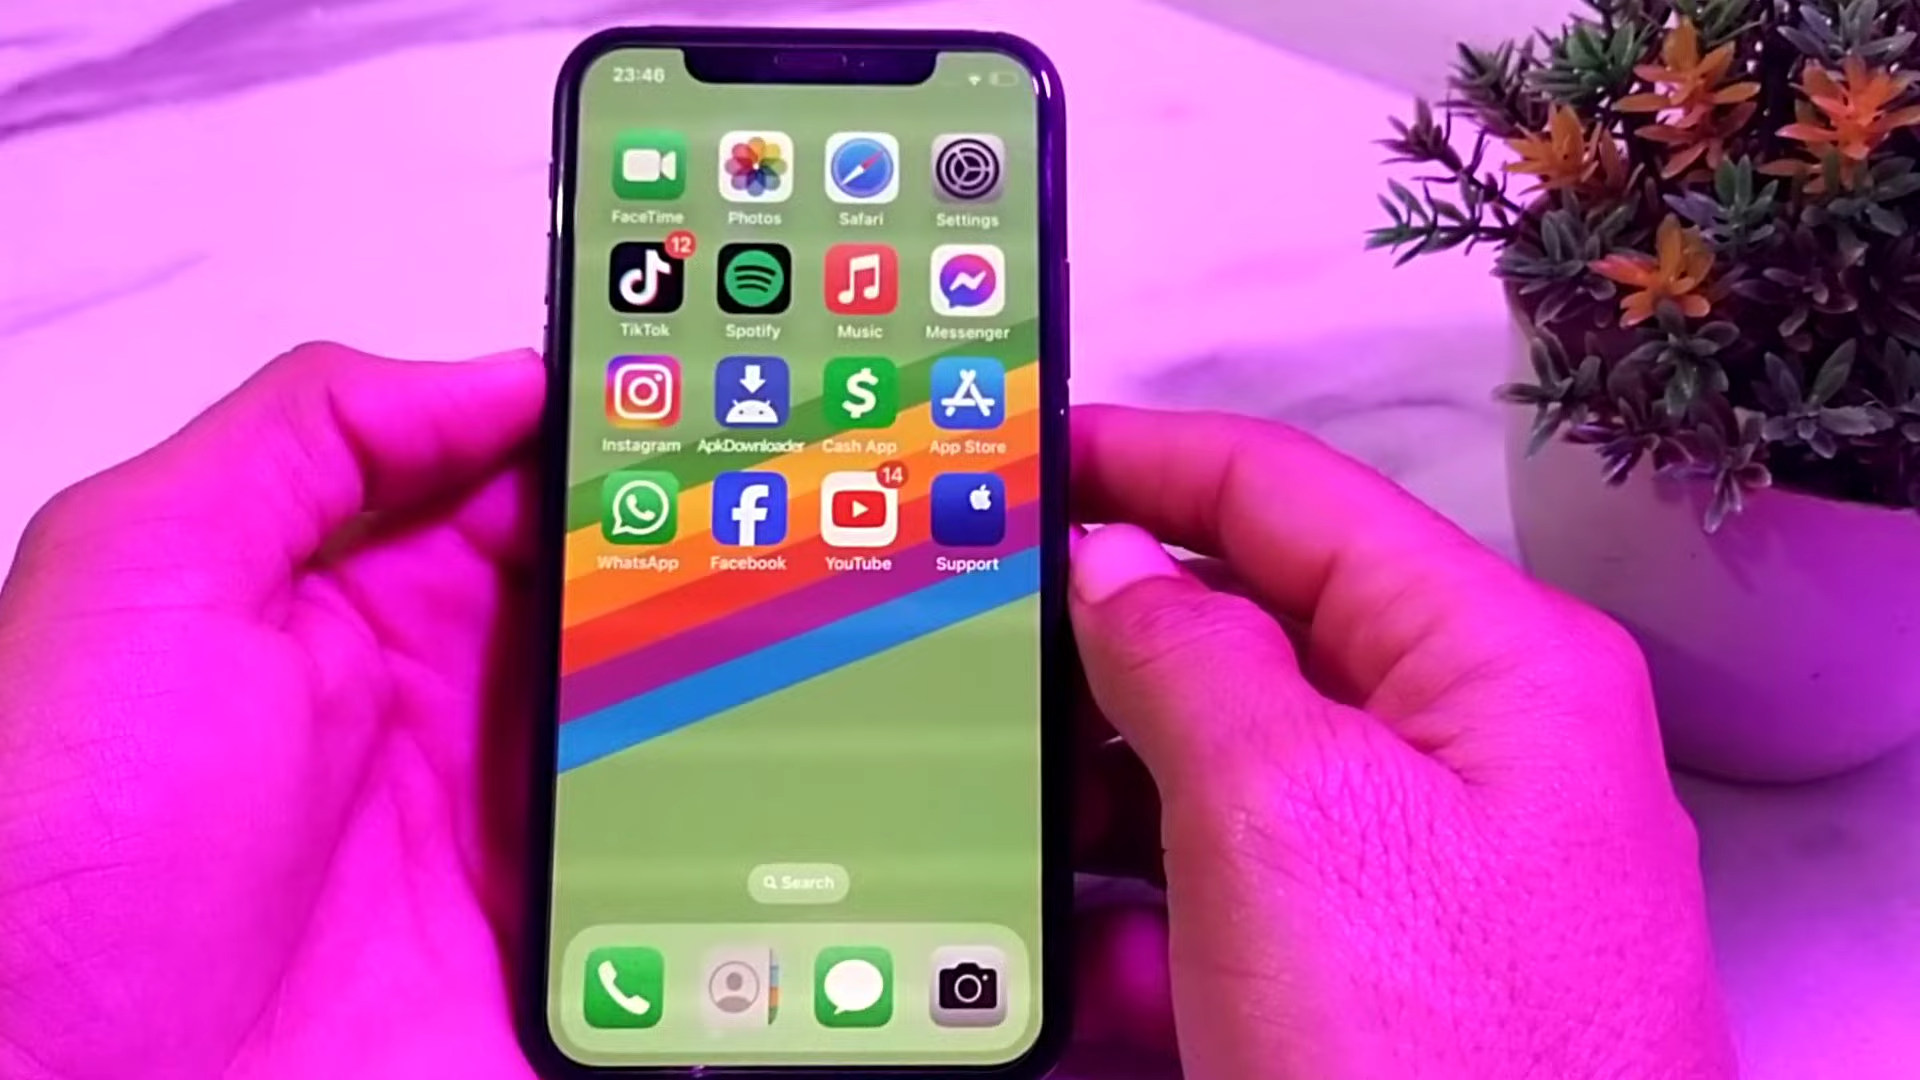 23:46
FaceTime Photos Safari Settings
12
TikTok Spotify Music Messenger
Instagram ApkDownloader Cash App App Store
14
WhatsApp Facebook YouTube Support
Search